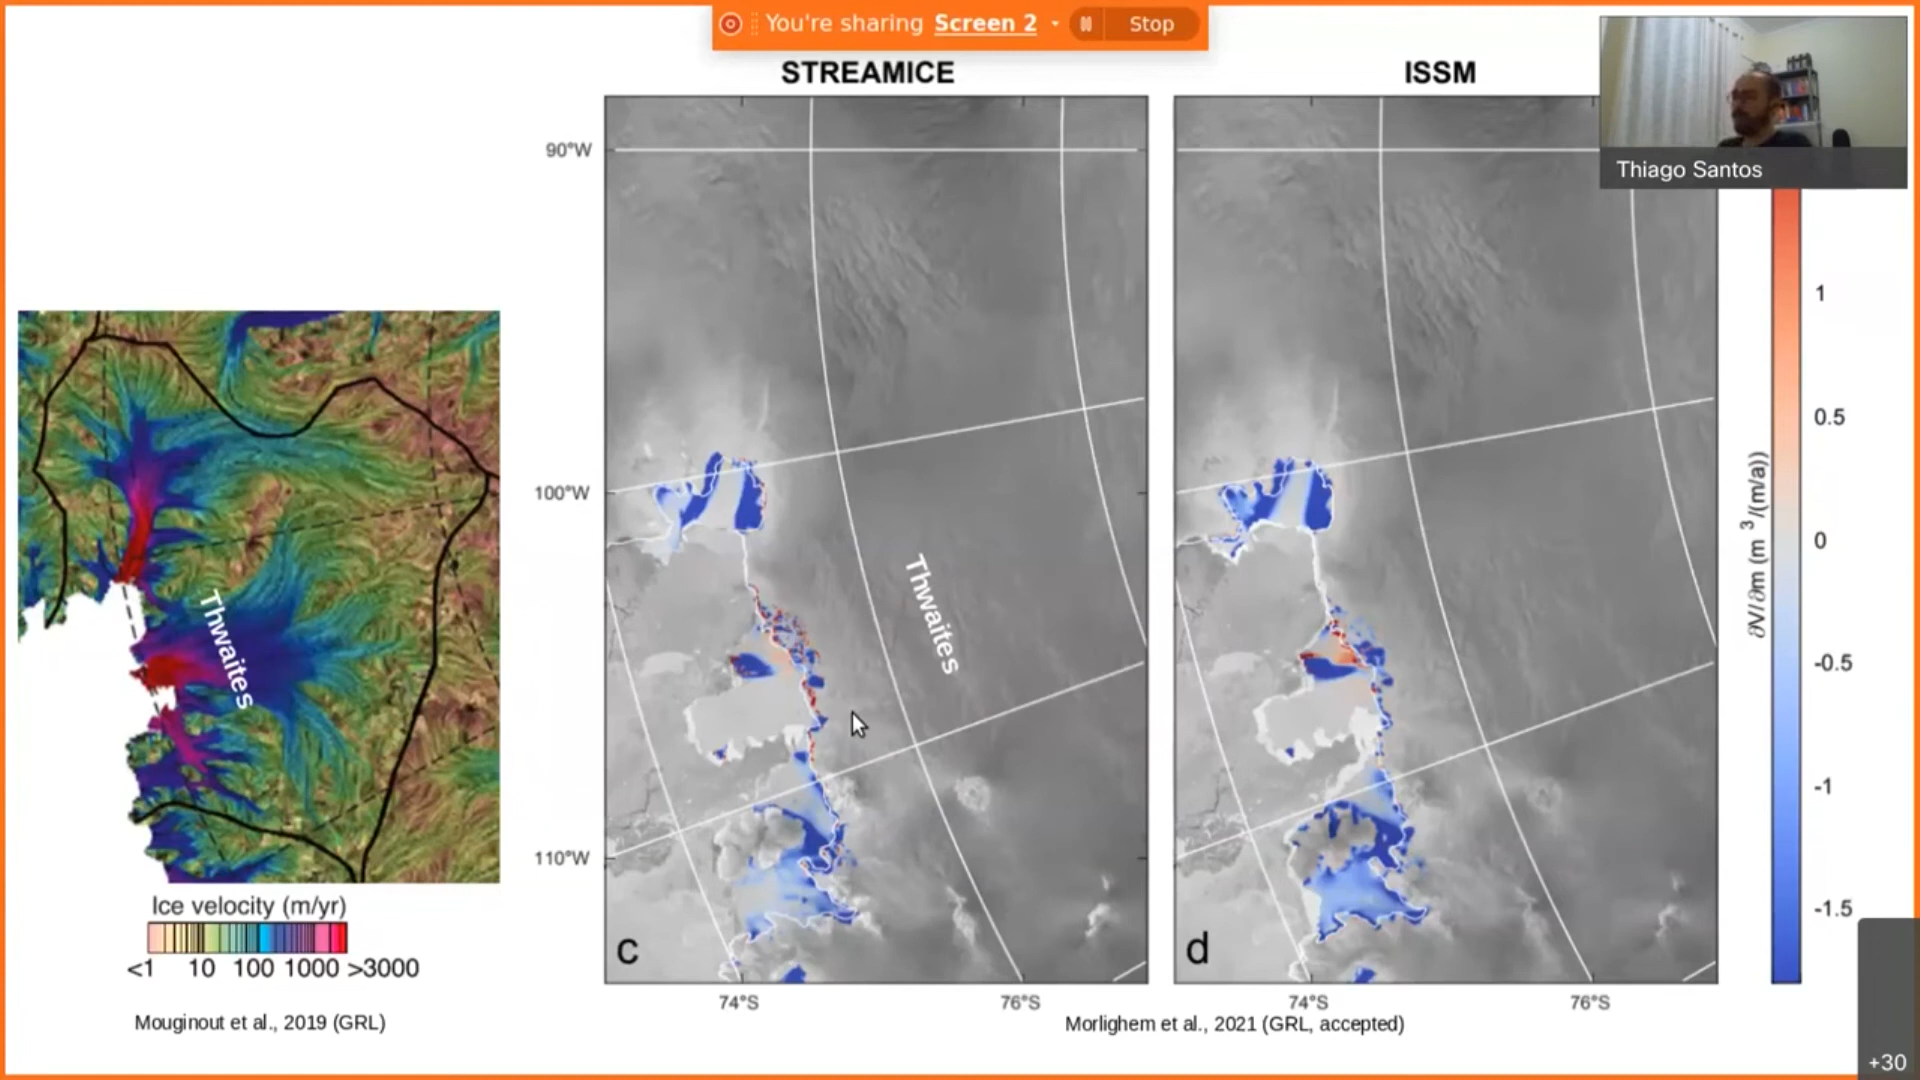 You're sharing Screen 2 Stop
STREAMICE
ISSM
Thiago Santos
90°W
100°W
110°W
Thwaites
Thwaites
c
d
74°S
76°S
74°S
76°S
1
0.5
0
-0.5
-1
-1.5
∂V/∂m (m 3/(m/a))
Ice velocity (m/yr)
<1 10 100 1000 >3000
Mouginout et al., 2019 (GRL)
Morlighem et al., 2021 (GRL, accepted)
+30